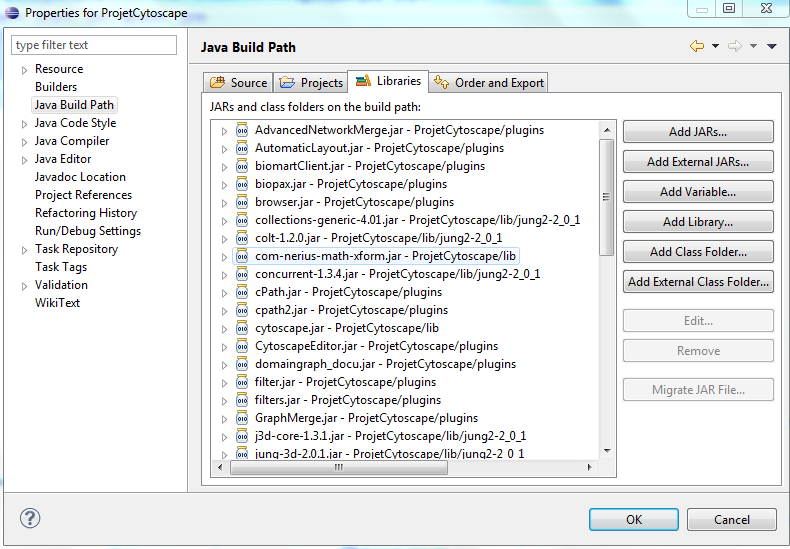 Properties for ProjetCytoscape
type filter text
Resource
Builders
Java Build Path
Java Code Style
Java Compiler
Java Editor
Javadoc Location
Project References
Refactoring History
Run/Debug Settings
Task Repository
Task Tags
Validation
WikiText
Java Build Path
Source
Projects
Libraries
Order and Export
JARs and class folders on the build path:
AdvancedNetworkMerge.jar - ProjetCytoscape/plugins
AutomaticLayout.jar - ProjetCytoscape/plugins
biomartClient.jar - ProjetCytoscape/plugins
biopax.jar - ProjetCytoscape/plugins
browser.jar - ProjetCytoscape/plugins
collections-generic-4.01.jar - ProjetCytoscape/lib/jung2-2_0_1
colt-1.2.0.jar - ProjetCytoscape/lib/jung2-2_0_1
com-nerius-math-xform.jar - ProjetCytoscape/lib
concurrent-1.3.4.jar - ProjetCytoscape/lib/jung2-2_0_1
cPath.jar - ProjetCytoscape/plugins
cpath2.jar - ProjetCytoscape/plugins
cytoscape.jar - ProjetCytoscape/lib
CytoscapeEditor.jar - ProjetCytoscape/plugins
domaingraph_docu.jar - ProjetCytoscape/plugins
filter.jar - ProjetCytoscape/plugins
filters.jar - ProjetCytoscape/plugins
GraphMerge.jar - ProjetCytoscape/plugins
j3d-core-1.3.1.jar - ProjetCytoscape/lib/jung2-2_0_1
jung-3d-2.0.1.jar - ProjetCytoscape/lib/jung2-2_0_1
Add JARs...
Add External JARs...
Add Variable...
Add Library...
Add Class Folder...
Add External Class Folder...
Edit...
Remove
Migrate JAR File...
OK
Cancel